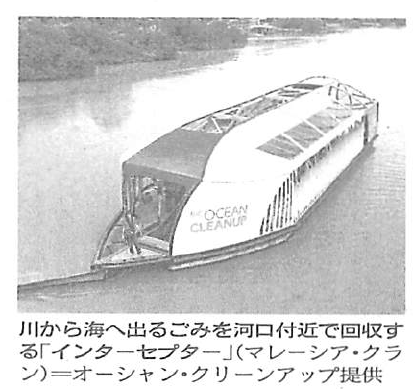 THE OCEAN
CLEANUP
川から海へ出るごみを河口付近で回収す
る「インターセプター」(マレーシア・クラ
ン)＝オーシャン・クリーンアップ提供